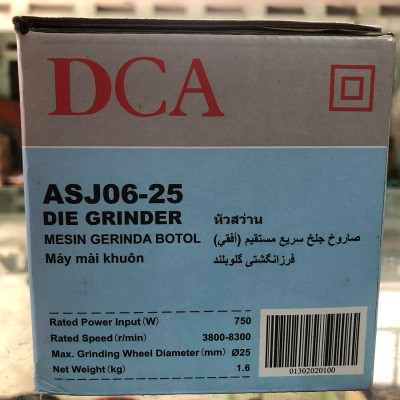 DCA
ASJ06-25
DIE GRINDER
หัวสว่าน
MESIN GERINDA BOTOL
صاروخ جلخ سريع مستقيم (أفقي)
Máy mài khuôn
فرزانگشتی گلوبلند
Rated Power Input(W) 750
Rated Speed(r/min) 3800-8300
Max. Grinding Wheel Diameter(mm) Ø25
Net Weight(kg) 1.6
01302020100